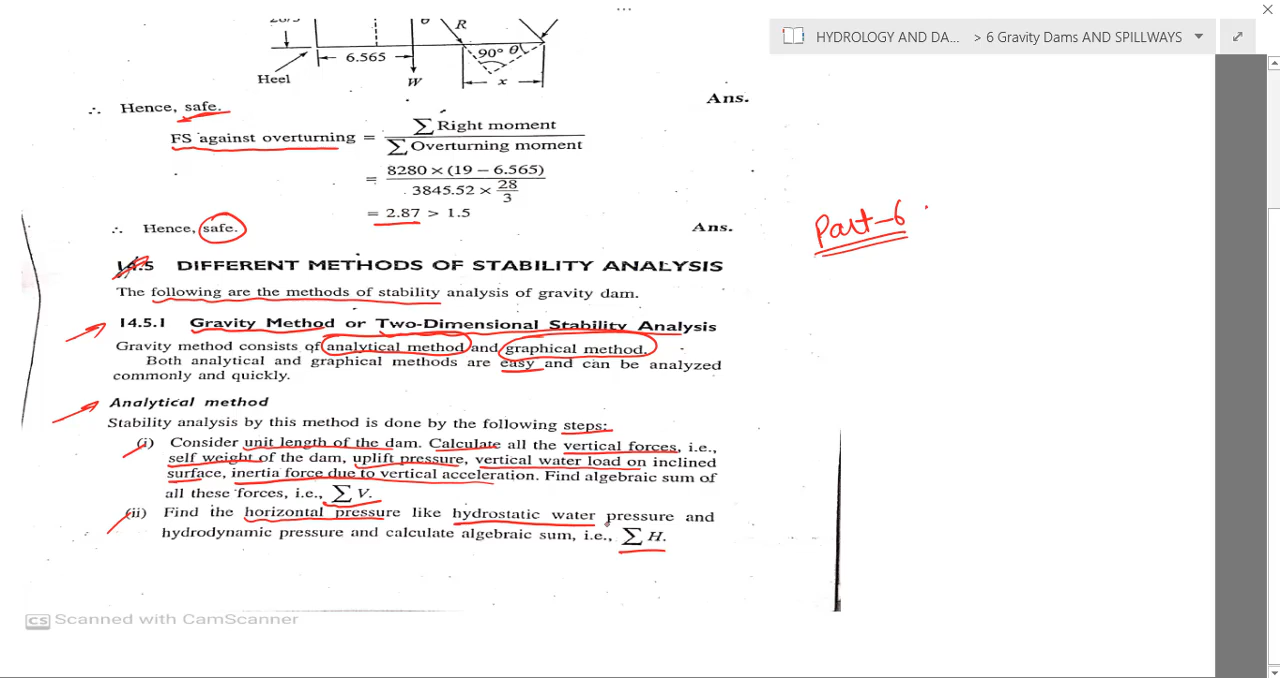 ...
HYDROLOGY AND DA... > 6 Gravity Dams AND SPILLWAYS
θ R
90° θ
6.565
Heel
W
x
∴ Hence, safe.
Ans.
FS against overturning = ∑ Right moment / ∑ Overturning moment
= 8280 × (19 – 6.565) / 3845.52 × 28/3
= 2.87 > 1.5
∴ Hence, safe.
Ans.
Part-6
14.5 DIFFERENT METHODS OF STABILITY ANALYSIS
The following are the methods of stability analysis of gravity dam.
14.5.1 Gravity Method or Two-Dimensional Stability Analysis
Gravity method consists of analytical method and graphical method.
Both analytical and graphical methods are easy and can be analyzed
commonly and quickly.
Analytical method
Stability analysis by this method is done by the following steps:
(i) Consider unit length of the dam. Calculate all the vertical forces, i.e.,
self weight of the dam, uplift pressure, vertical water load on inclined
surface, inertia force due to vertical acceleration. Find algebraic sum of
all these forces, i.e., ∑ V.
(ii) Find the horizontal pressure like hydrostatic water pressure and
hydrodynamic pressure and calculate algebraic sum, i.e., ∑ H.
CS Scanned with CamScanner